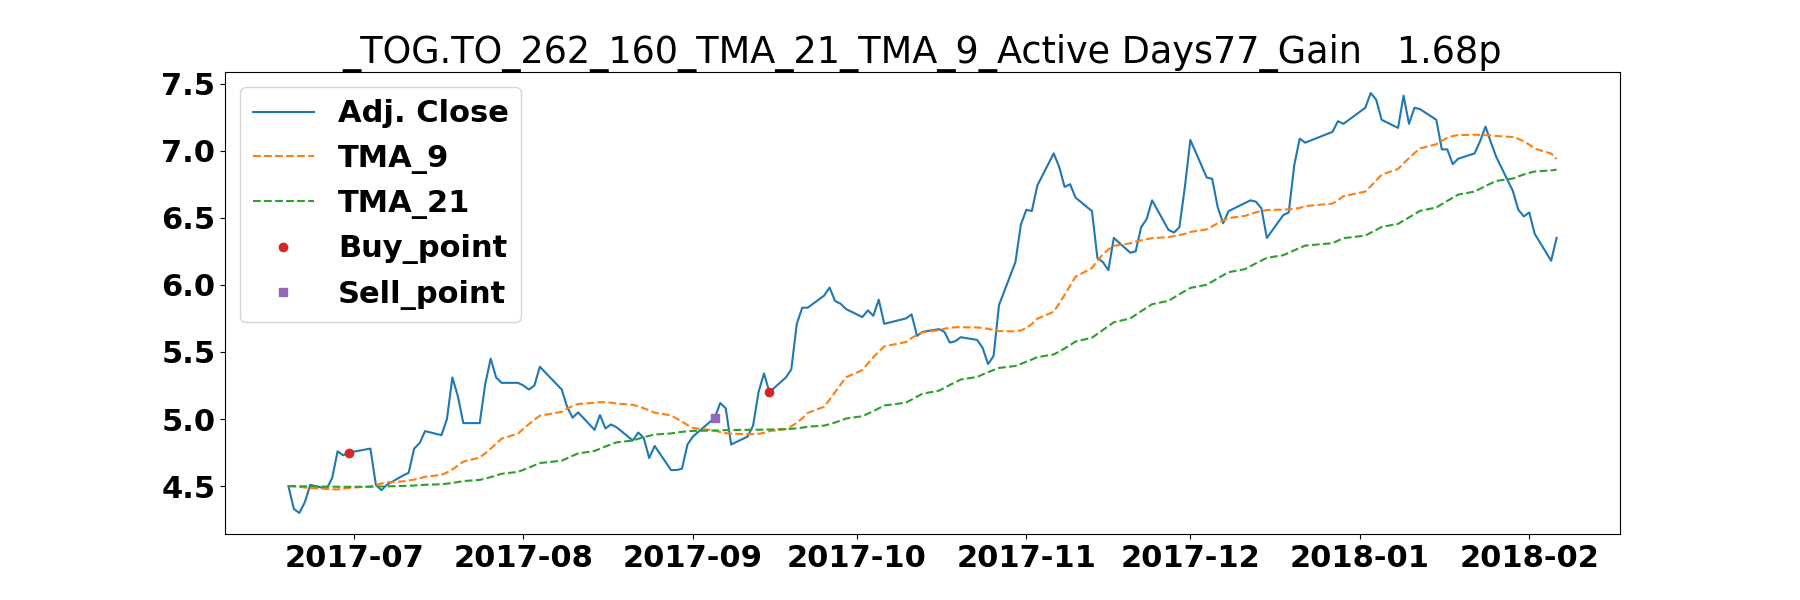 _TOG.TO_262_160_TMA_21_TMA_9_Active Days77_Gain   1.68p
7.5
7.0
6.5
6.0
5.5
5.0
4.5
Adj. Close
TMA_9
TMA_21
Buy_point
Sell_point
2017-07 2017-08 2017-09 2017-10 2017-11 2017-12 2018-01 2018-02